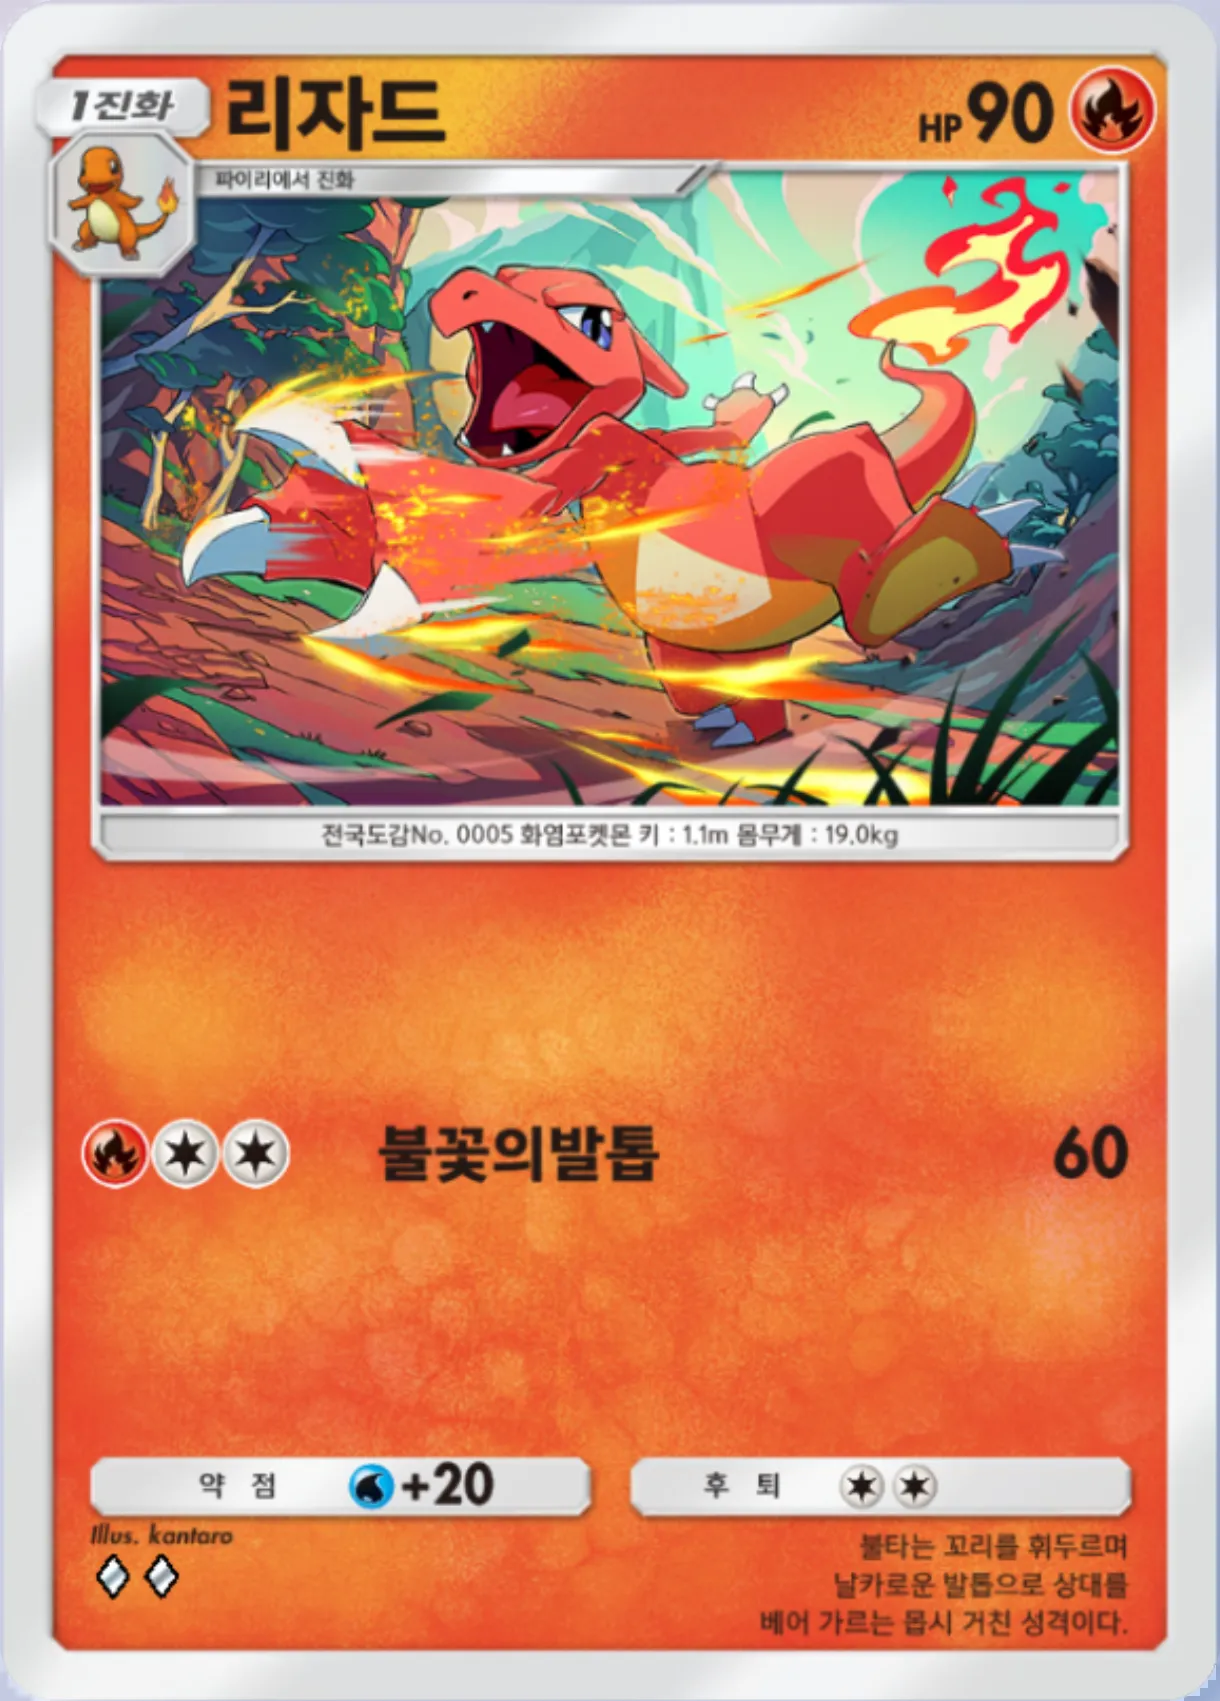 1진화
리자드
HP 90
파이리에서 진화
전국도감No. 0005 화염포켓몬 키 : 1.1m 몸무게 : 19.0kg
불꽃의발톱
60
약 점
+20
후 퇴
Illus. kantaro
불타는 꼬리를 휘두르며
날카로운 발톱으로 상대를
베어 가르는 몹시 거친 성격이다.